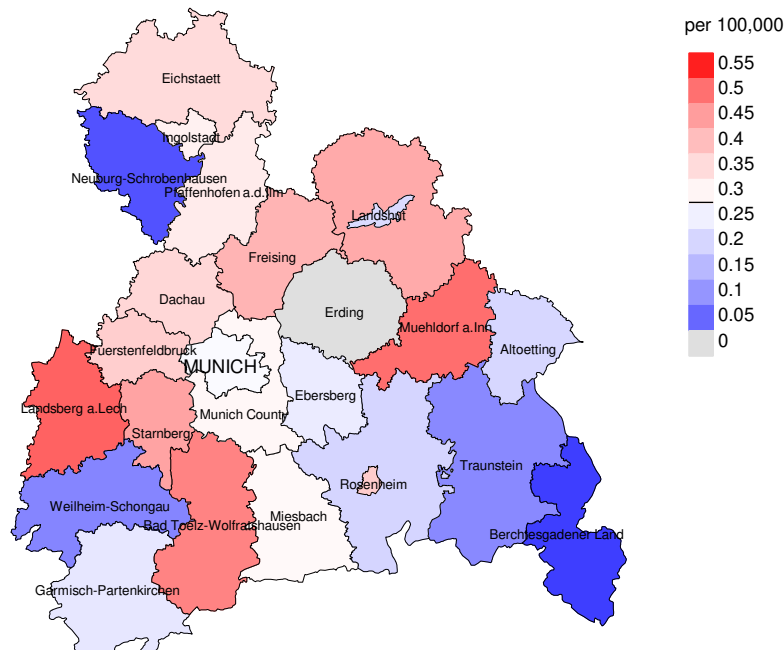 per 100,000
0.55
0.5
0.45
0.4
0.35
0.3
0.25
0.2
0.15
0.1
0.05
0
Eichstaett
Ingolstadt
Neuburg-Schrobenhausen
Pfaffenhofen a.d.Ilm
Landshut
Freising
Dachau
Erding
Muehldorf a.Inn
Fuerstenfeldbruck
Altoetting
MUNICH
Ebersberg
Landsberg a.Lech
Munich County
Starnberg
Traunstein
Rosenheim
Weilheim-Schongau
Miesbach
Bad Toelz-Wolfratshausen
Berchtesgadener Land
Garmisch-Partenkirchen